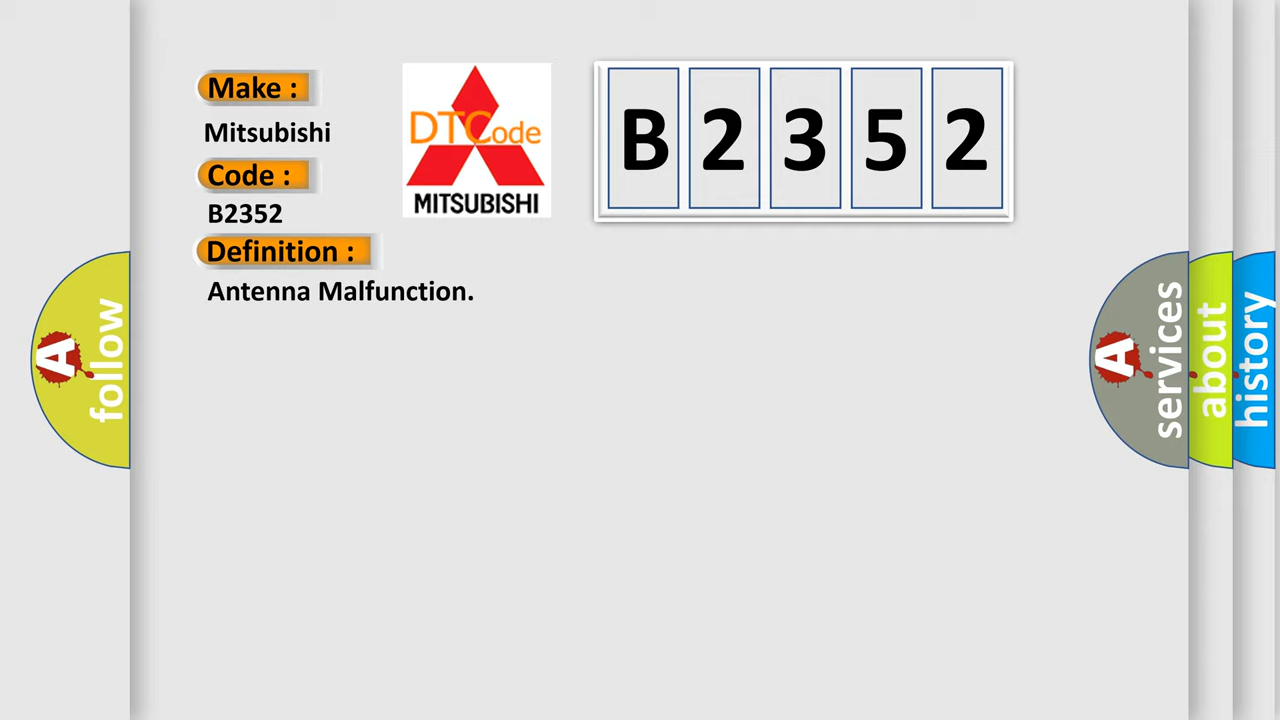 Make :
Mitsubishi
Code :
B2352
Definition :
Antenna Malfunction.
DTCode
MITSUBISHI
B 2 3 5 2
A follow
A services
about
history